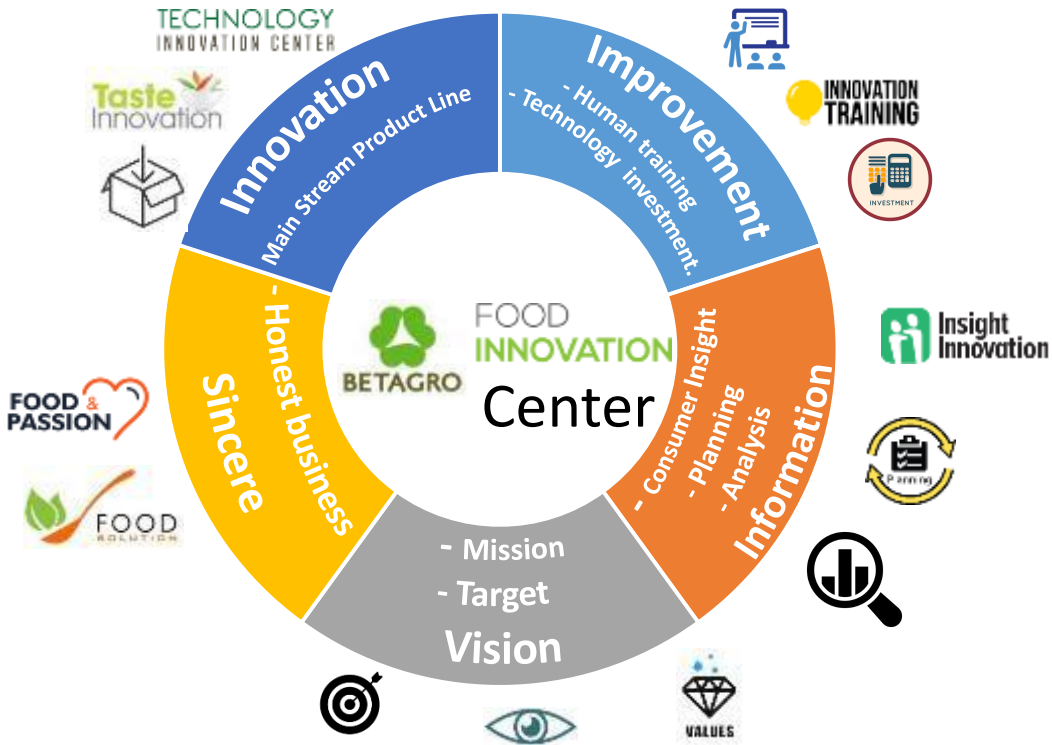 TECHNOLOGY
INNOVATION CENTER
Taste
Innovation
Innovation
- Main Stream Product Line
Improvement
- Human training
- Technology investment.
INNOVATION
TRAINING
INVESTMENT
Insight
Innovation
- Consumer Insight
- Planning
- Analysis
Information
Planning
BETAGRO
FOOD
INNOVATION
Center
- Honest business
Sincere
FOOD &
PASSION
FOOD
SOLUTION
- Mission
- Target
Vision
VALUES